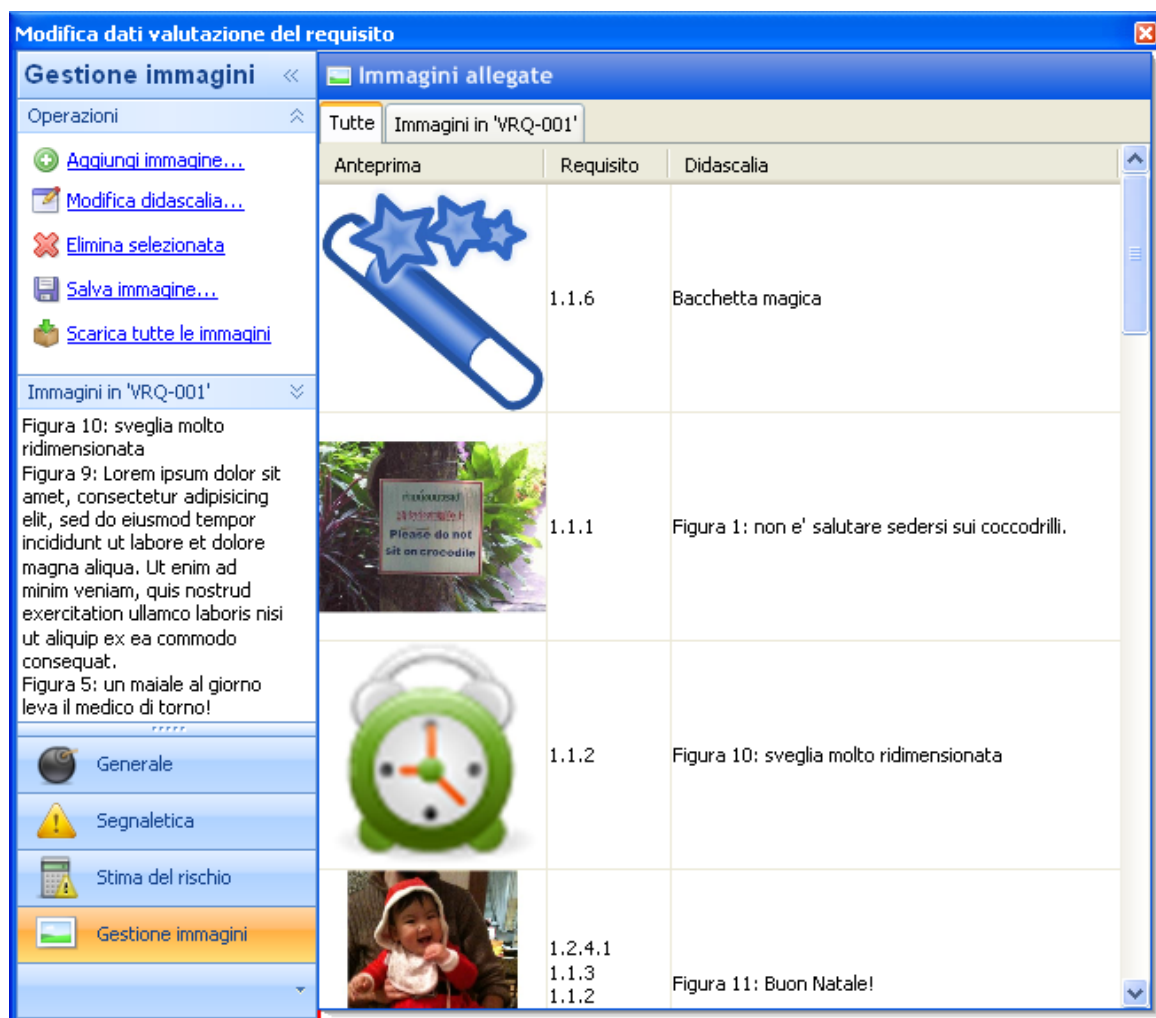 Modifica dati valutazione del requisito
Gestione immagini
Operazioni
Aggiungi immagine...
Modifica didascalia...
Elimina selezionata
Salva immagine...
Scarica tutte le immagini
Immagini in 'VRQ-001'
Figura 10: sveglia molto
ridimensionata
Figura 9: Lorem ipsum dolor sit
amet, consectetur adipisicing
elit, sed do eiusmod tempor
incididunt ut labore et dolore
magna aliqua. Ut enim ad
minim veniam, quis nostrud
exercitation ullamco laboris nisi
ut aliquip ex ea commodo
consequat.
Figura 5: un maiale al giorno
leva il medico di torno!
Generale
Segnaletica
Stima del rischio
Gestione immagini
Immagini allegate
Tutte Immagini in 'VRQ-001'
Anteprima Requisito Didascalia
1.1.6 Bacchetta magica
Please do not
sit on crocodile
1.1.1 Figura 1: non e' salutare sedersi sui coccodrilli.
1.1.2 Figura 10: sveglia molto ridimensionata
1.2.4.1
1.1.3
1.1.2
Figura 11: Buon Natale!